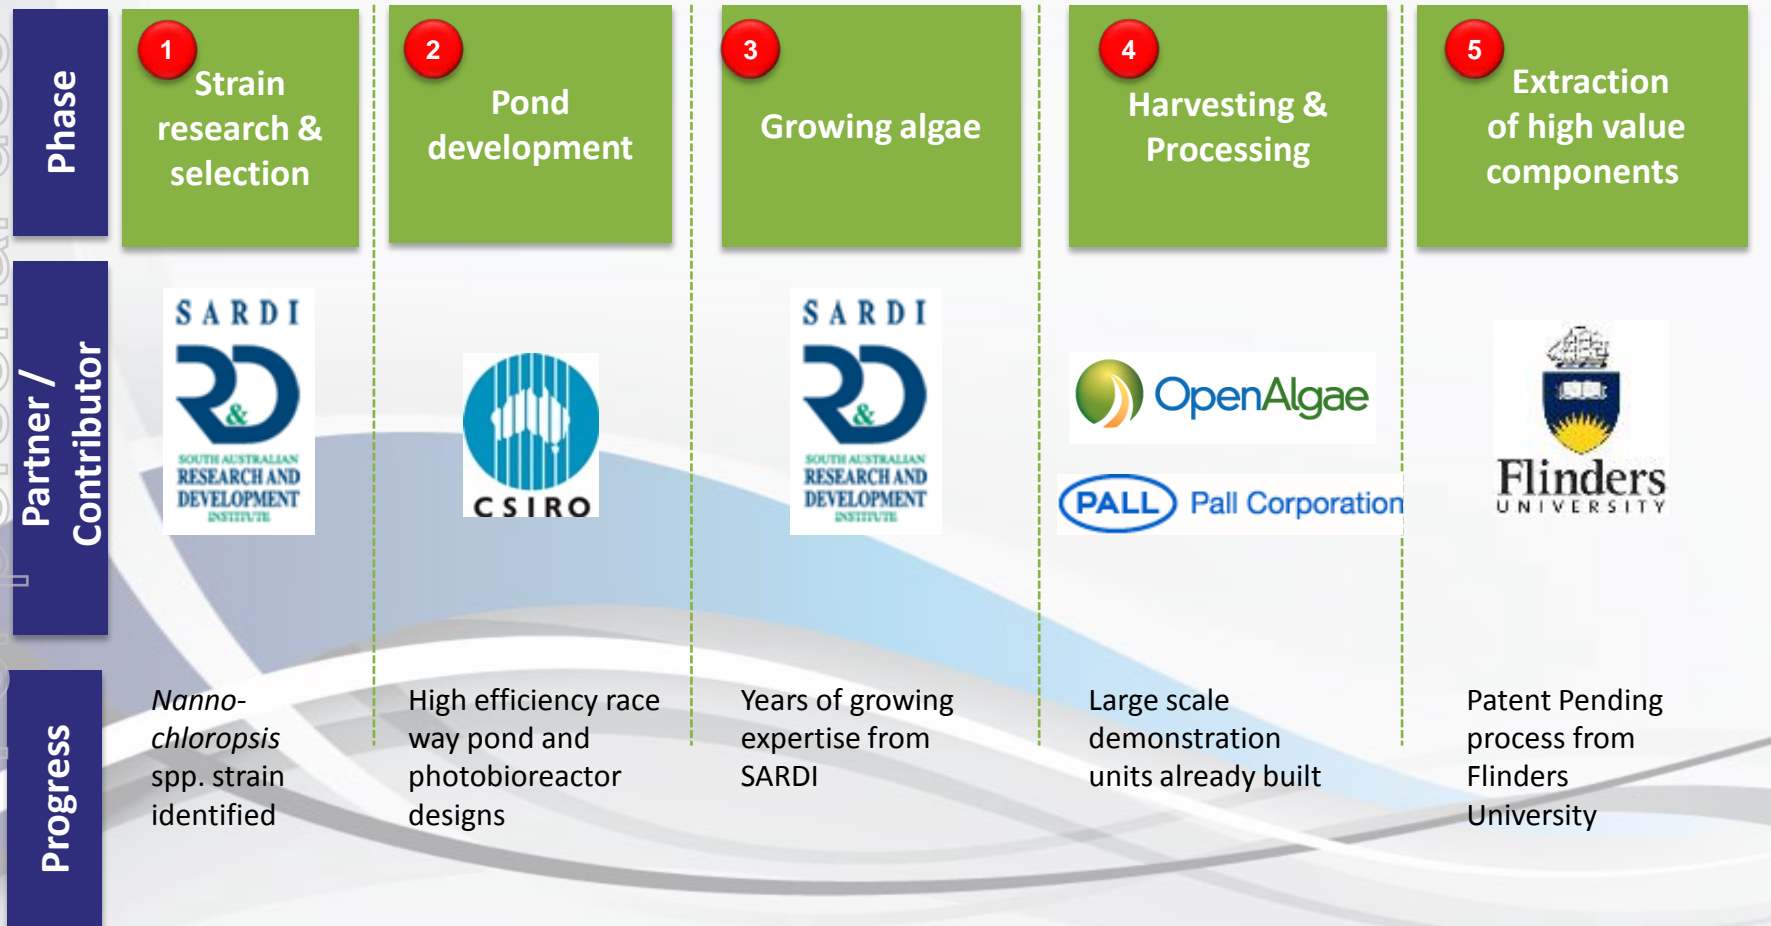 Phase
1
Strain
research &
selection
2
Pond
development
3
Growing algae
4
Harvesting &
Processing
5
Extraction
of high value
components
Partner /
Contributor
SARDI
R&D
SOUTH AUSTRALIAN
RESEARCH AND
DEVELOPMENT
INSTITUTE
CSIRO
SARDI
R&D
SOUTH AUSTRALIAN
RESEARCH AND
DEVELOPMENT
INSTITUTE
OpenAlgae
PALL Pall Corporation
Flinders
UNIVERSITY
Progress
Nanno-
chloropsis
spp. strain
identified
High efficiency race
way pond and
photobioreactor
designs
Years of growing
expertise from
SARDI
Large scale
demonstration
units already built
Patent Pending
process from
Flinders
University